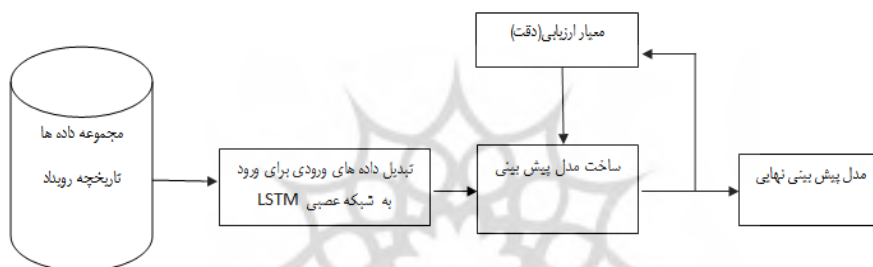 معیار ارزیابی(دقت)
مجموعه داده ها
تاریخچه رویداد
تبدیل داده های ورودی برای ورود
به شبکه عصبی LSTM
ساخت مدل پیش بینی
مدل پیش بینی نهایی